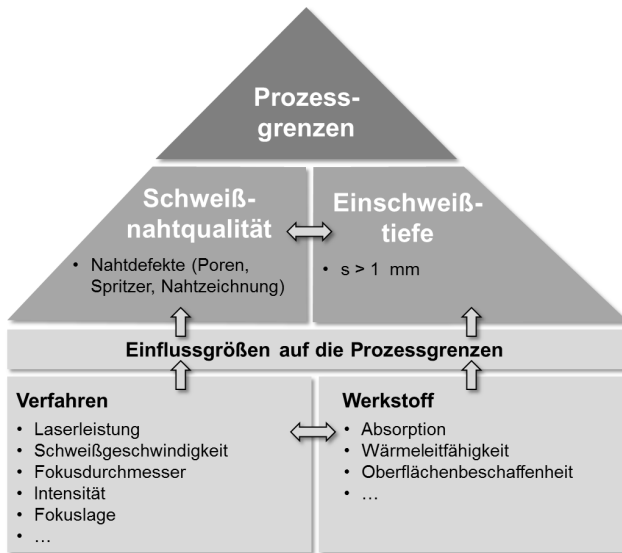 Prozess-
grenzen
Schweiß-
nahtqualität
• Nahtdefekte (Poren,
Spritzer, Nahtzeichnung)
Einschweiß-
tiefe
• s > 1 mm
Einflussgrößen auf die Prozessgrenzen
Verfahren
• Laserleistung
• Schweißgeschwindigkeit
• Fokusdurchmesser
• Intensität
• Fokuslage
• …
Werkstoff
• Absorption
• Wärmeleitfähigkeit
• Oberflächenbeschaffenheit
• …